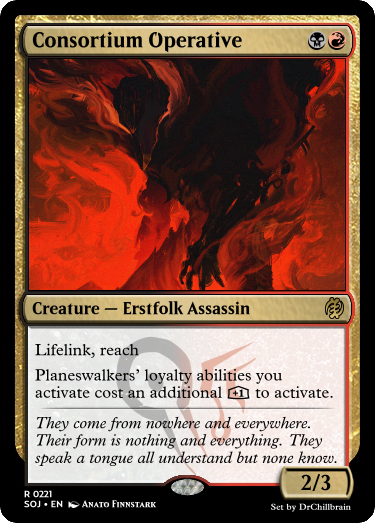 Consortium Operative
Creature — Erstfolk Assassin
Lifelink, reach
Planeswalkers' loyalty abilities you
activate cost an additional +1 to activate.
They come from nowhere and everywhere.
Their form is nothing and everything. They
speak a tongue all understand but none know.
2/3
R 0221
SOJ • EN Anato Finnstark
Set by DrChillbrain